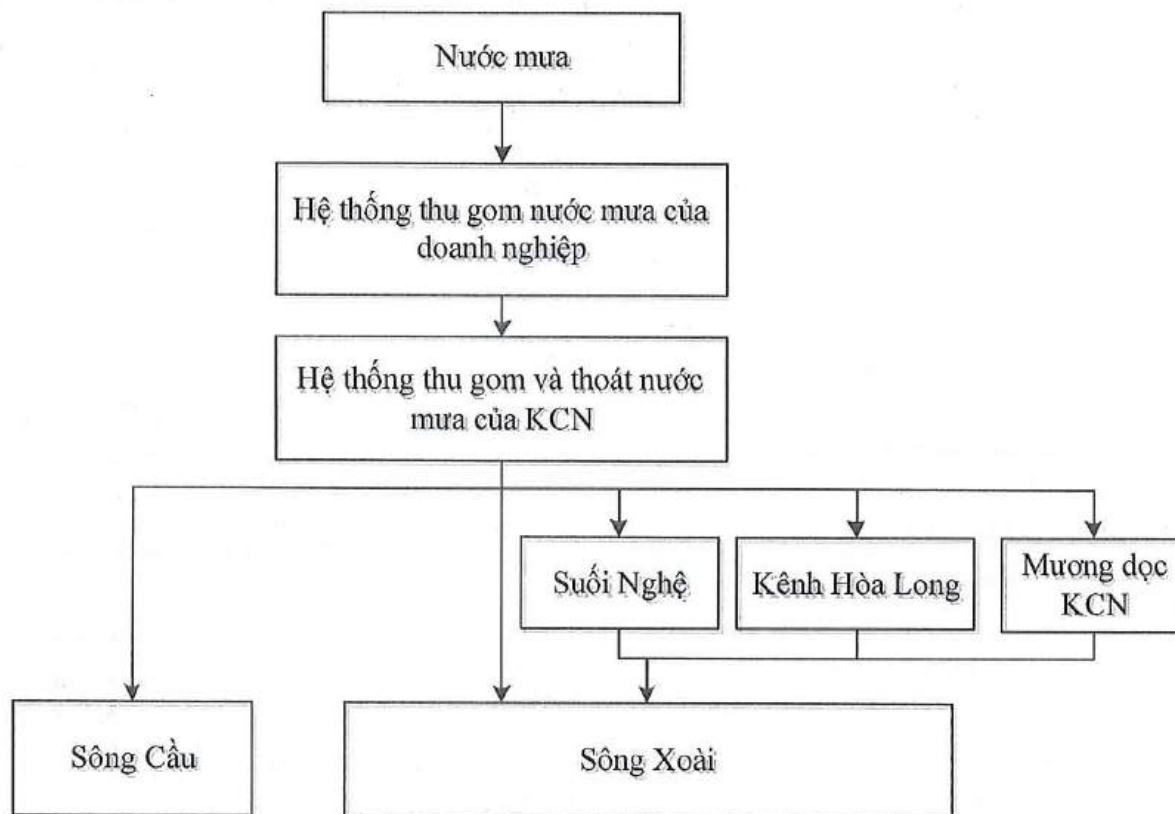 Nước mưa
Hệ thống thu gom nước mưa của
doanh nghiệp
Hệ thống thu gom và thoát nước
mưa của KCN
Suối Nghệ
Kênh Hòa Long
Mương dọc
KCN
Sông Cầu
Sông Xoài